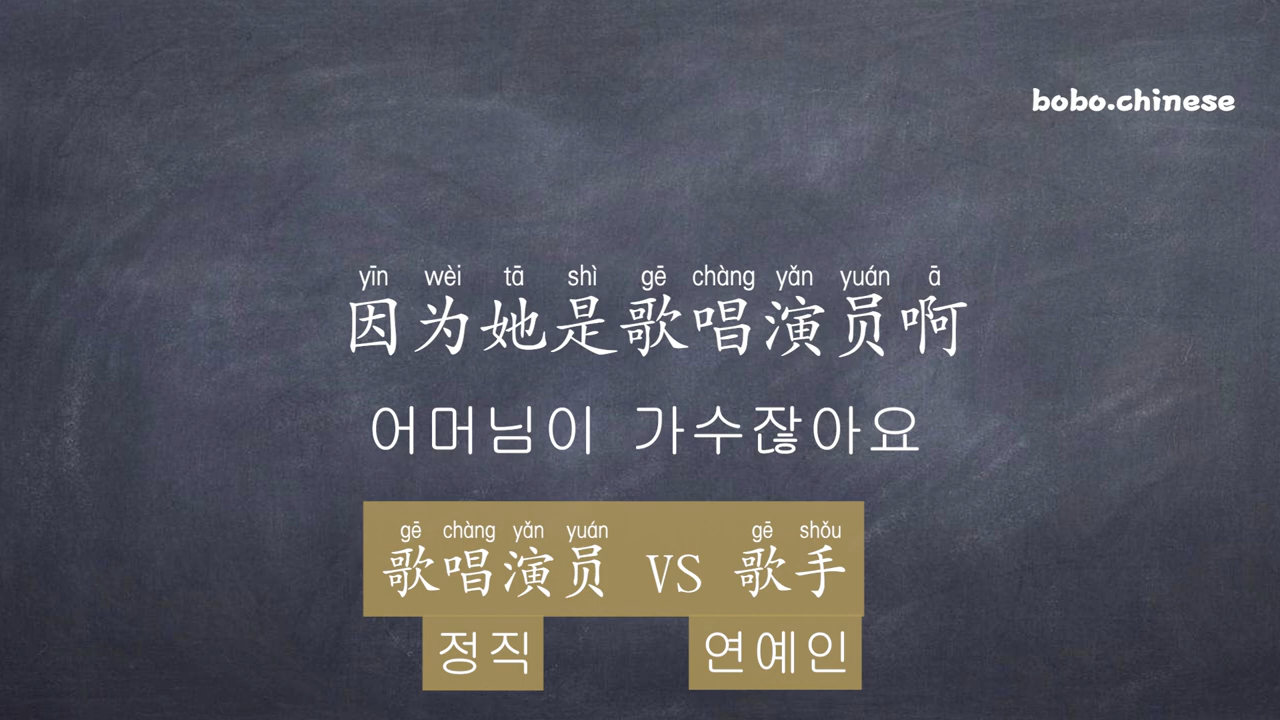 bobo.chinese
yīn wèi tā shì gē chàng yǎn yuán ā
因为她是歌唱演员啊
어머님이 가수잖아요
gē chàng yǎn yuán gē shǒu
歌唱演员 VS 歌手
정직 연예인